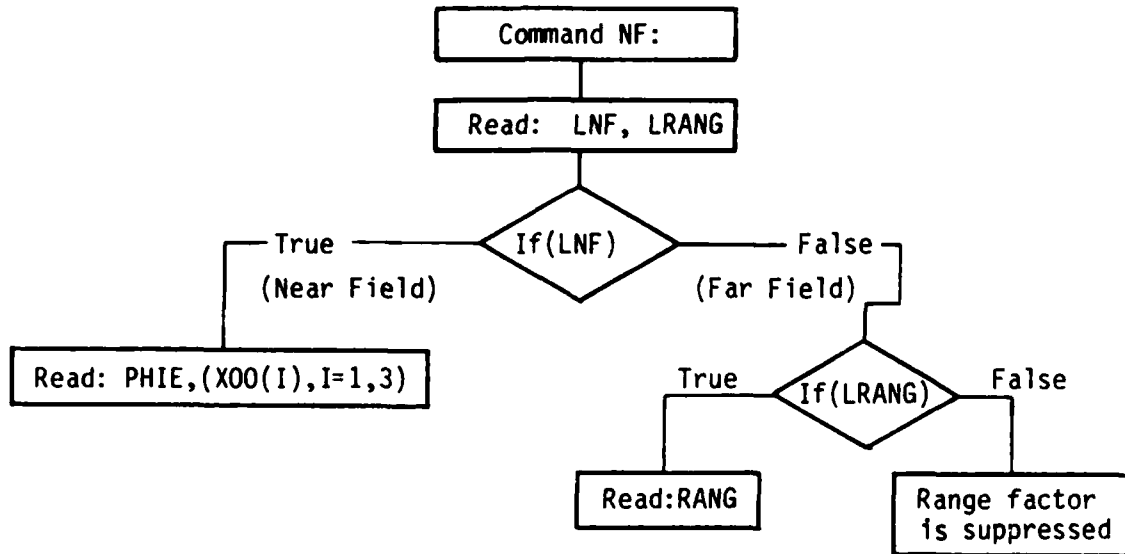 Command NF:
Read: LNF, LRANG
If(LNF)
True
(Near Field)
False
(Far Field)
Read: PHIE,(XOO(I),I=1,3)
If(LRANG)
True
False
Read:RANG
Range factor
is suppressed